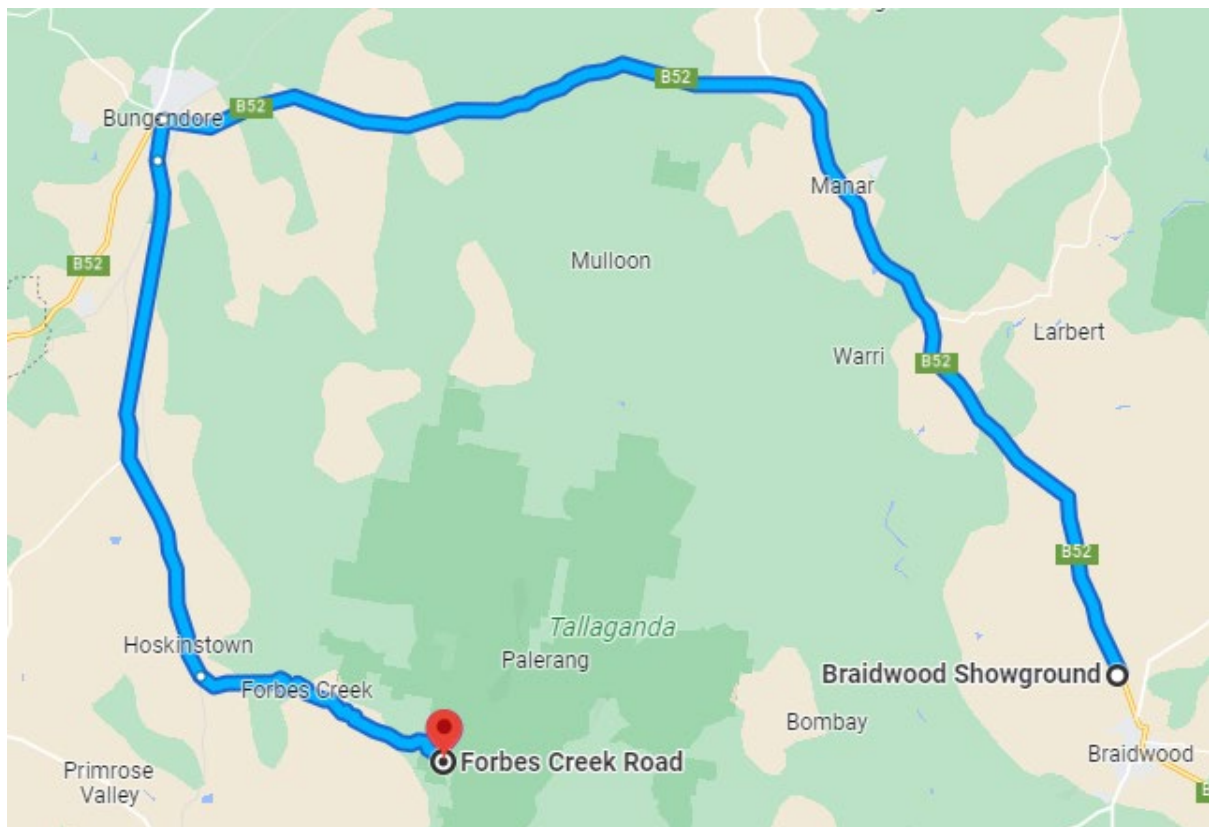 B52
B52
Bungendore
Manar
Mulloon
B52
Larbert
Warri
B52
B52
Tallaganda
Hoskinstown
Palerang
Braidwood Showground
Forbes Creek
Bombay
Forbes Creek Road
Braidwood
Primrose
Valley